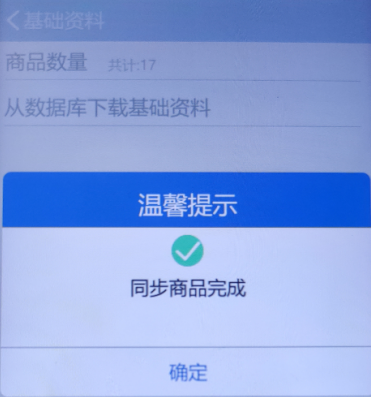 基础资料
商品数量 共计:17
从数据库下载基础资料
温馨提示
同步商品完成
确定